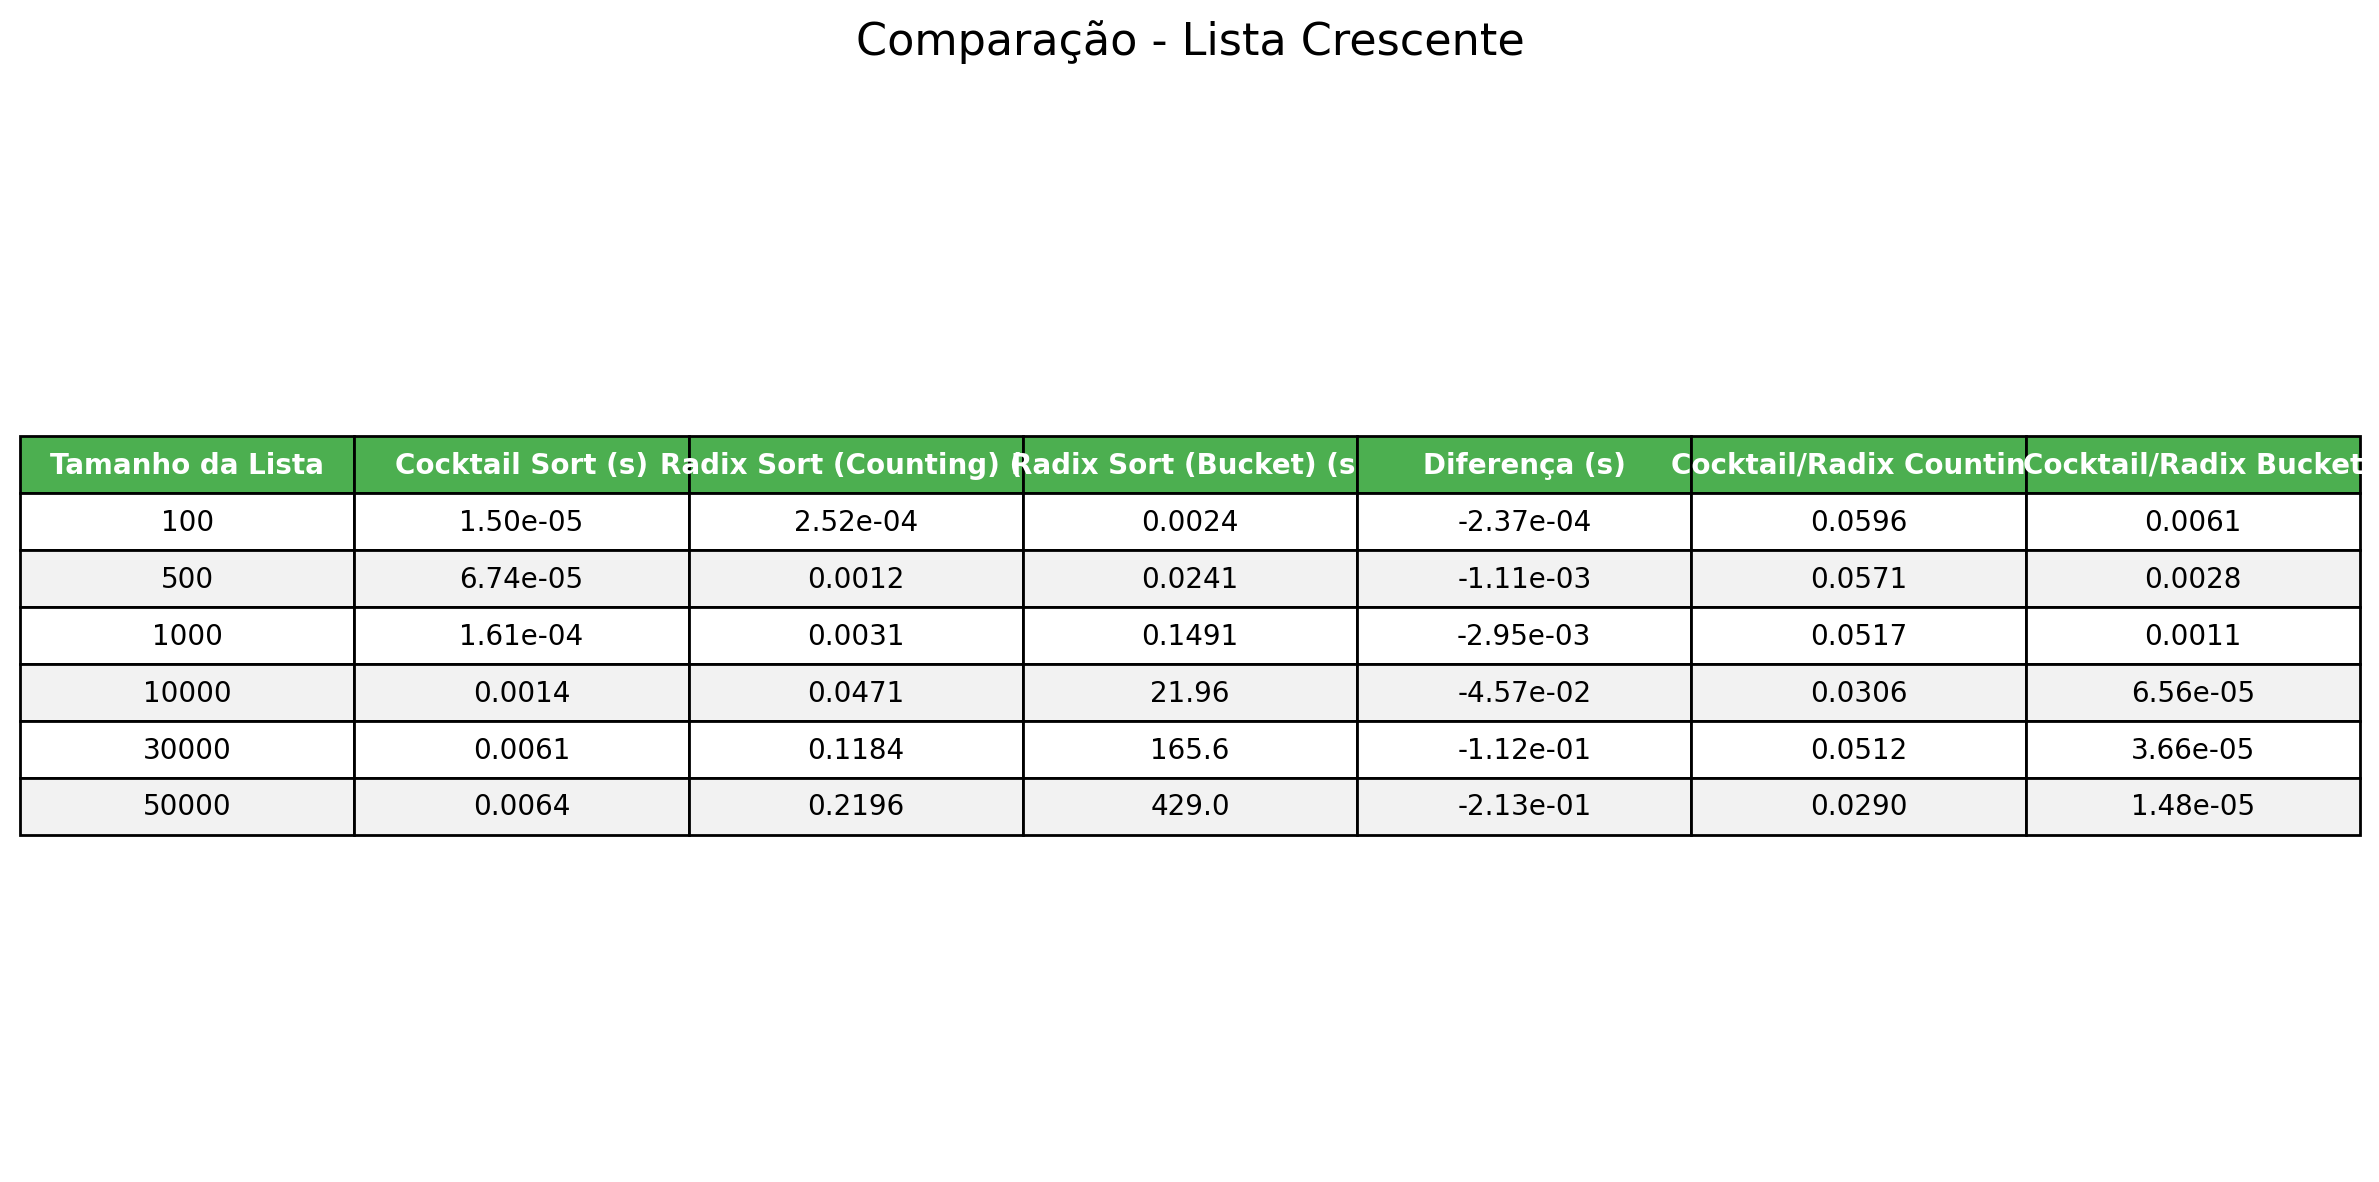 Comparação - Lista Crescente
Tamanho da Lista Cocktail Sort (s) Radix Sort (Counting) ( Radix Sort (Bucket) (s Diferença (s) Cocktail/Radix Countin Cocktail/Radix Bucket
100 1.50e-05 2.52e-04 0.0024 -2.37e-04 0.0596 0.0061
500 6.74e-05 0.0012 0.0241 -1.11e-03 0.0571 0.0028
1000 1.61e-04 0.0031 0.1491 -2.95e-03 0.0517 0.0011
10000 0.0014 0.0471 21.96 -4.57e-02 0.0306 6.56e-05
30000 0.0061 0.1184 165.6 -1.12e-01 0.0512 3.66e-05
50000 0.0064 0.2196 429.0 -2.13e-01 0.0290 1.48e-05